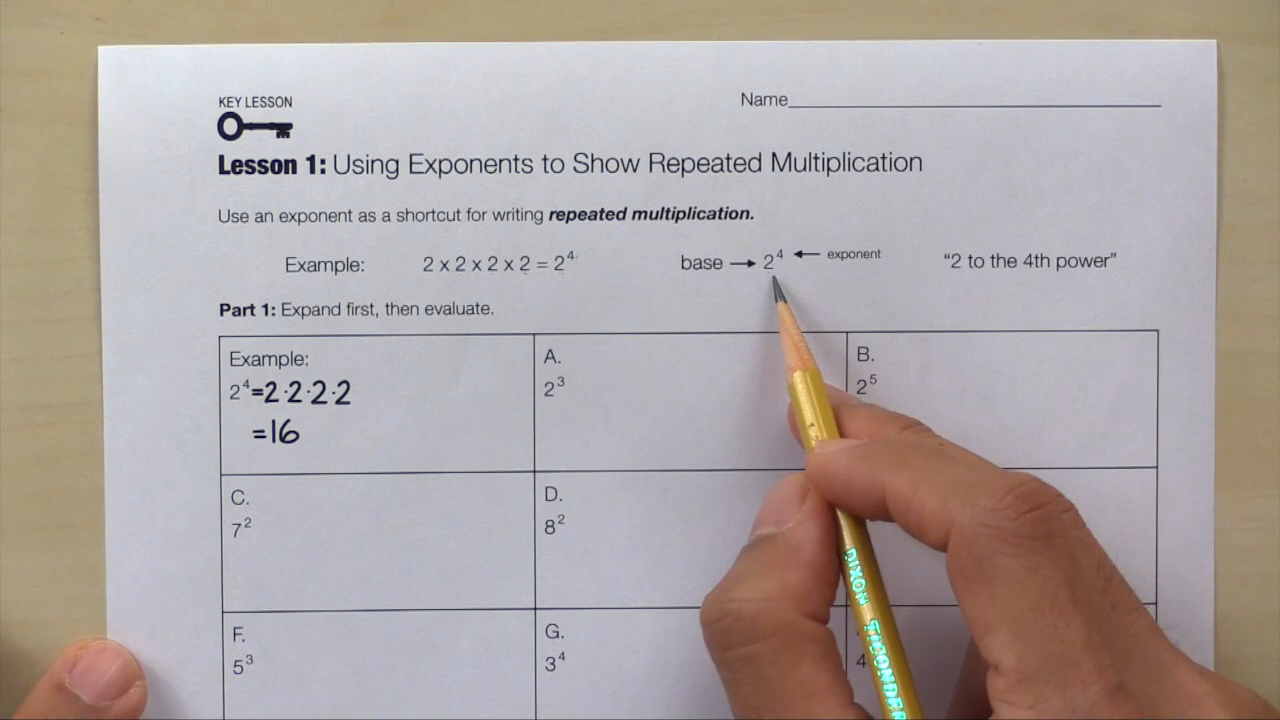 KEY LESSON
Name
Lesson 1: Using Exponents to Show Repeated Multiplication
Use an exponent as a shortcut for writing repeated multiplication.
Example: 2 x 2 x 2 x 2 = 2⁴ base → 2⁴ ← exponent “2 to the 4th power”
Part 1: Expand first, then evaluate.
Example:
2⁴=2·2·2·2
=16
A.
2³
B.
2⁵
C.
7²
D.
8²
F.
5³
G.
3⁴
4
DIXON TICONDER